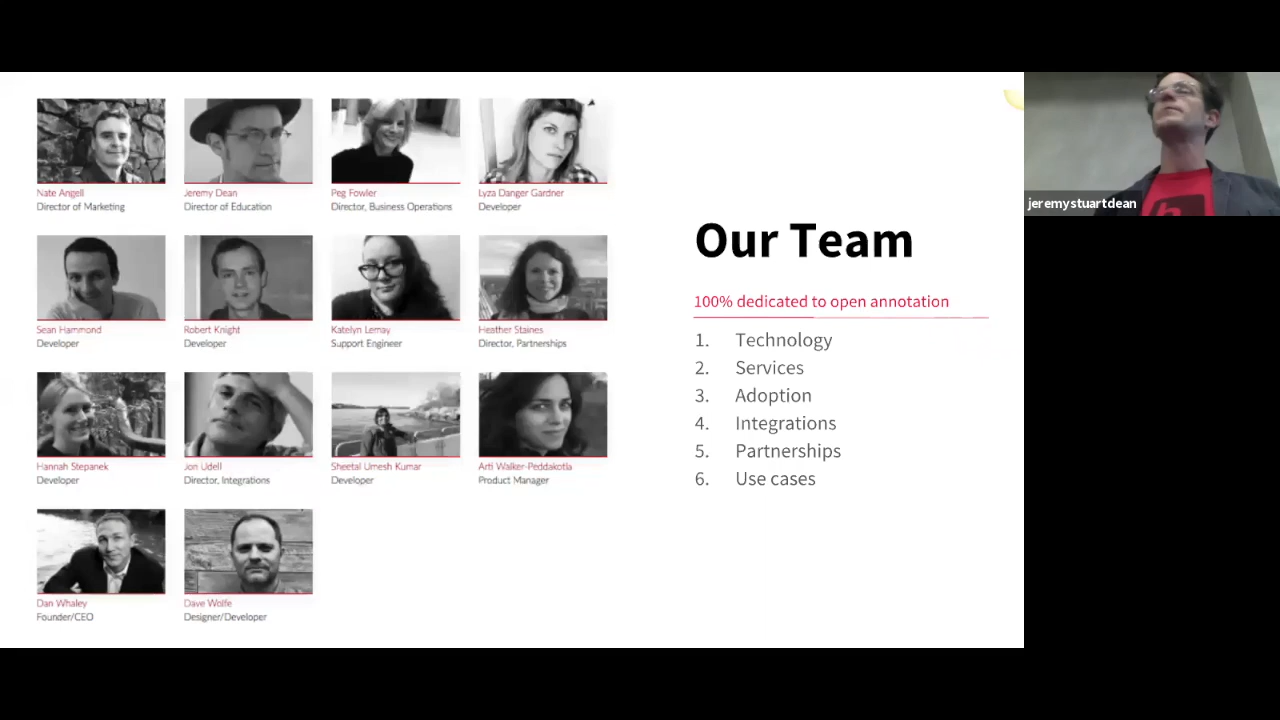 Nate Angell
Director of Marketing
Jeremy Dean
Director of Education
Peg Fowler
Director, Business Operations
Lyza Danger Gardner
Developer
Sean Hammond
Developer
Robert Knight
Developer
Katelyn Lemay
Support Engineer
Heather Staines
Director, Partnerships
Hannah Stepanek
Developer
Jon Udell
Director, Integrations
Sheetal Umesh Kumar
Developer
Arti Walker-Peddakotla
Product Manager
Dan Whaley
Founder/CEO
Dave Wolfe
Designer/Developer
Our Team
100% dedicated to open annotation
1. Technology
2. Services
3. Adoption
4. Integrations
5. Partnerships
6. Use cases
jeremystuartdean
h